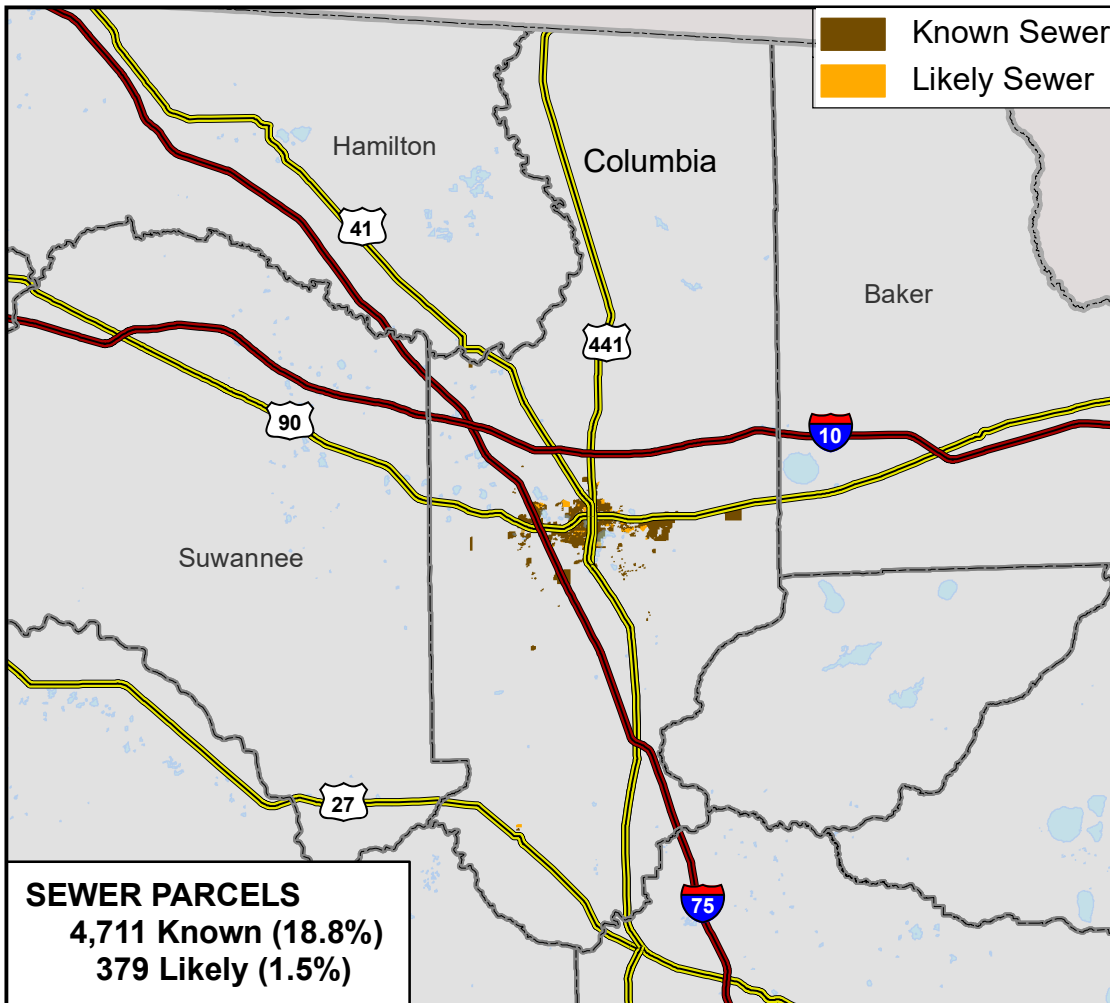 Known Sewer
Likely Sewer
Hamilton
Columbia
41
Baker
441
90
10
Suwannee
27
75
SEWER PARCELS
4,711 Known (18.8%)
379 Likely (1.5%)